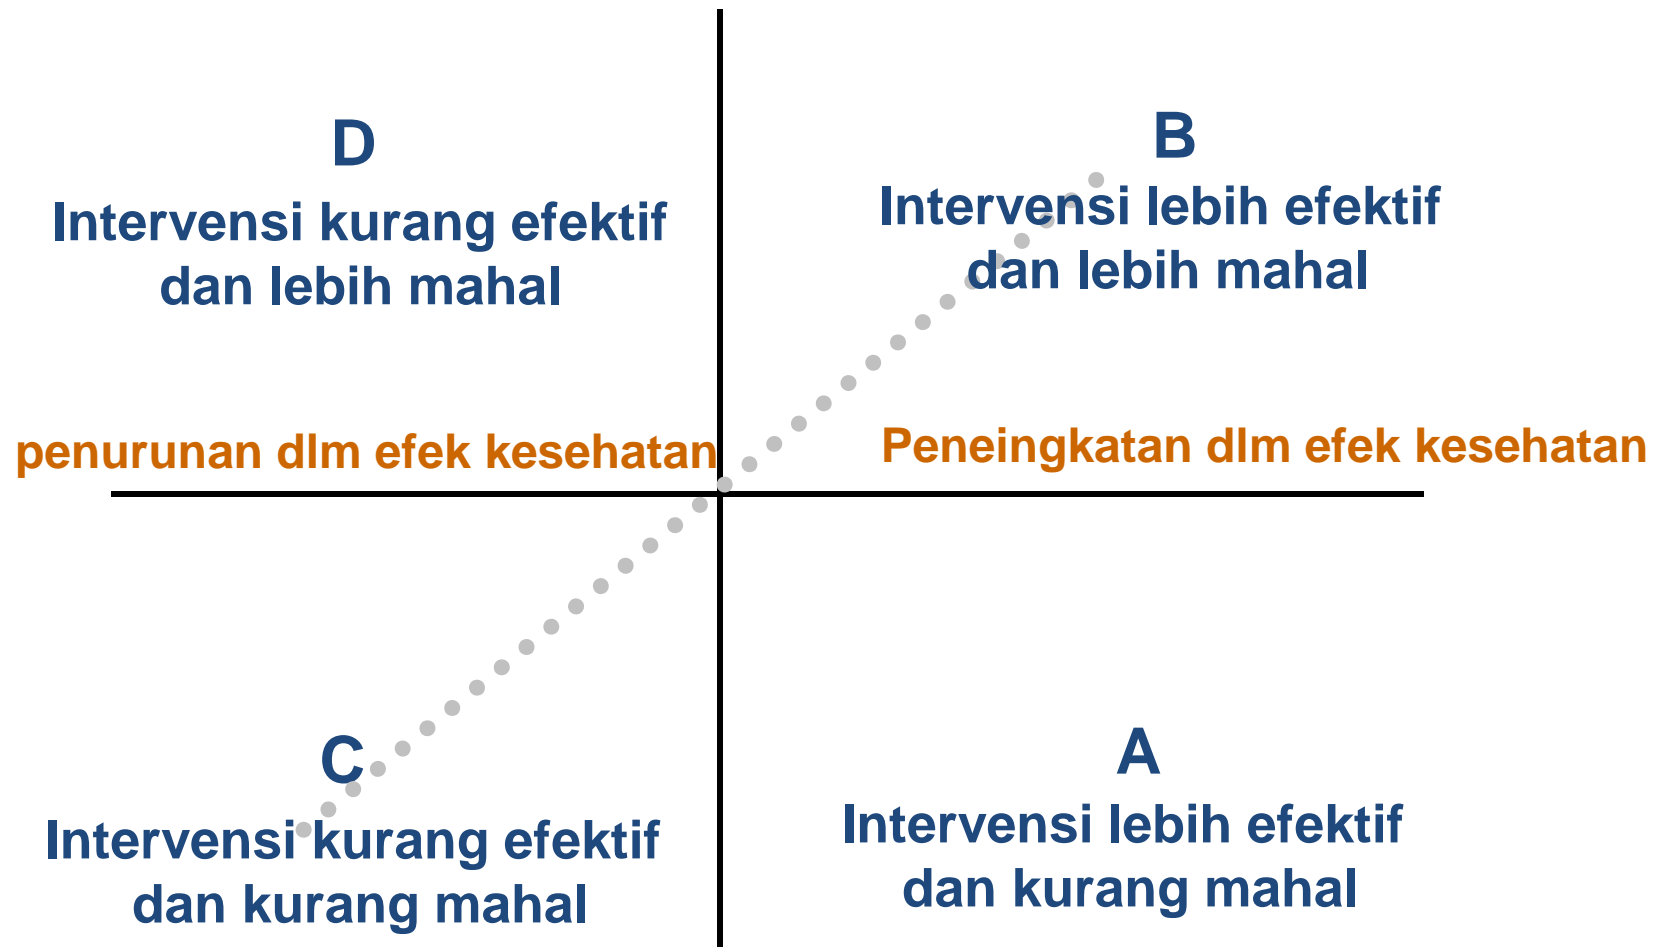 D
Intervensi kurang efektif
dan lebih mahal
B
Intervensi lebih efektif
dan lebih mahal
penurunan dlm efek kesehatan
Peneingkatan dlm efek kesehatan
C
Intervensi kurang efektif
dan kurang mahal
A
Intervensi lebih efektif
dan kurang mahal